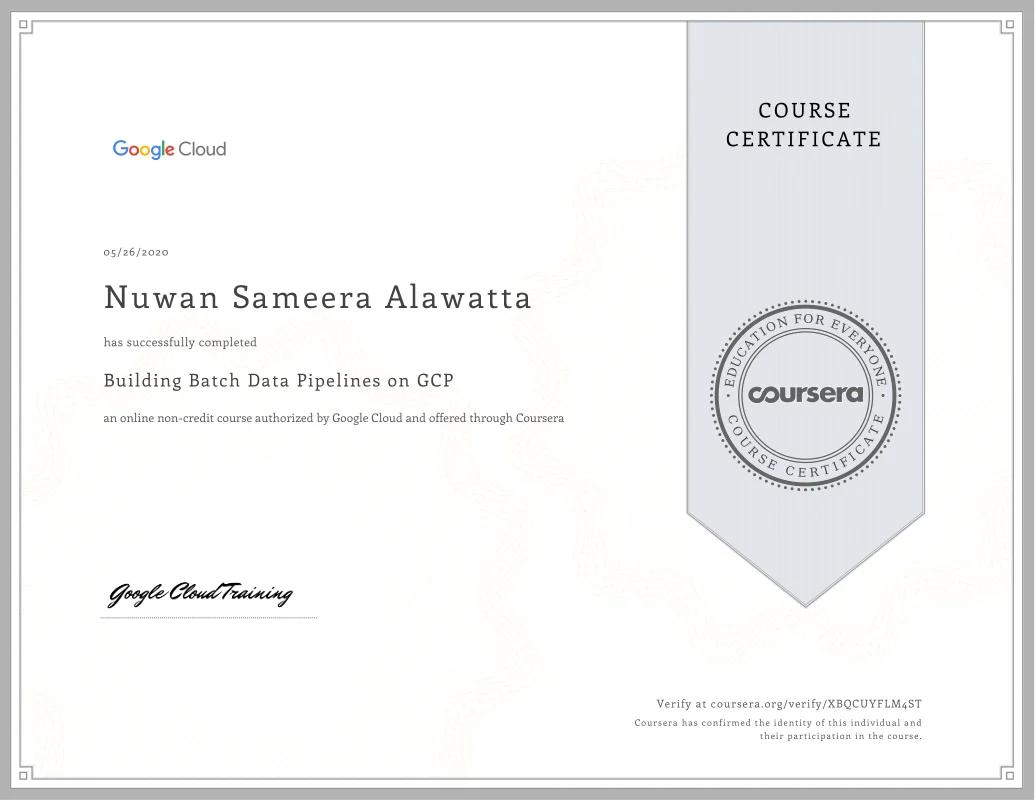 COURSE
CERTIFICATE
Google Cloud
05/26/2020
Nuwan Sameera Alawatta
has successfully completed
Building Batch Data Pipelines on GCP
an online non-credit course authorized by Google Cloud and offered through Coursera
EDUCATION FOR EVERYONE
coursera
COURSE CERTIFICATE
Google Cloud Training
Verify at coursera.org/verify/XBQCUYFLM4ST
Coursera has confirmed the identity of this individual and
their participation in the course.